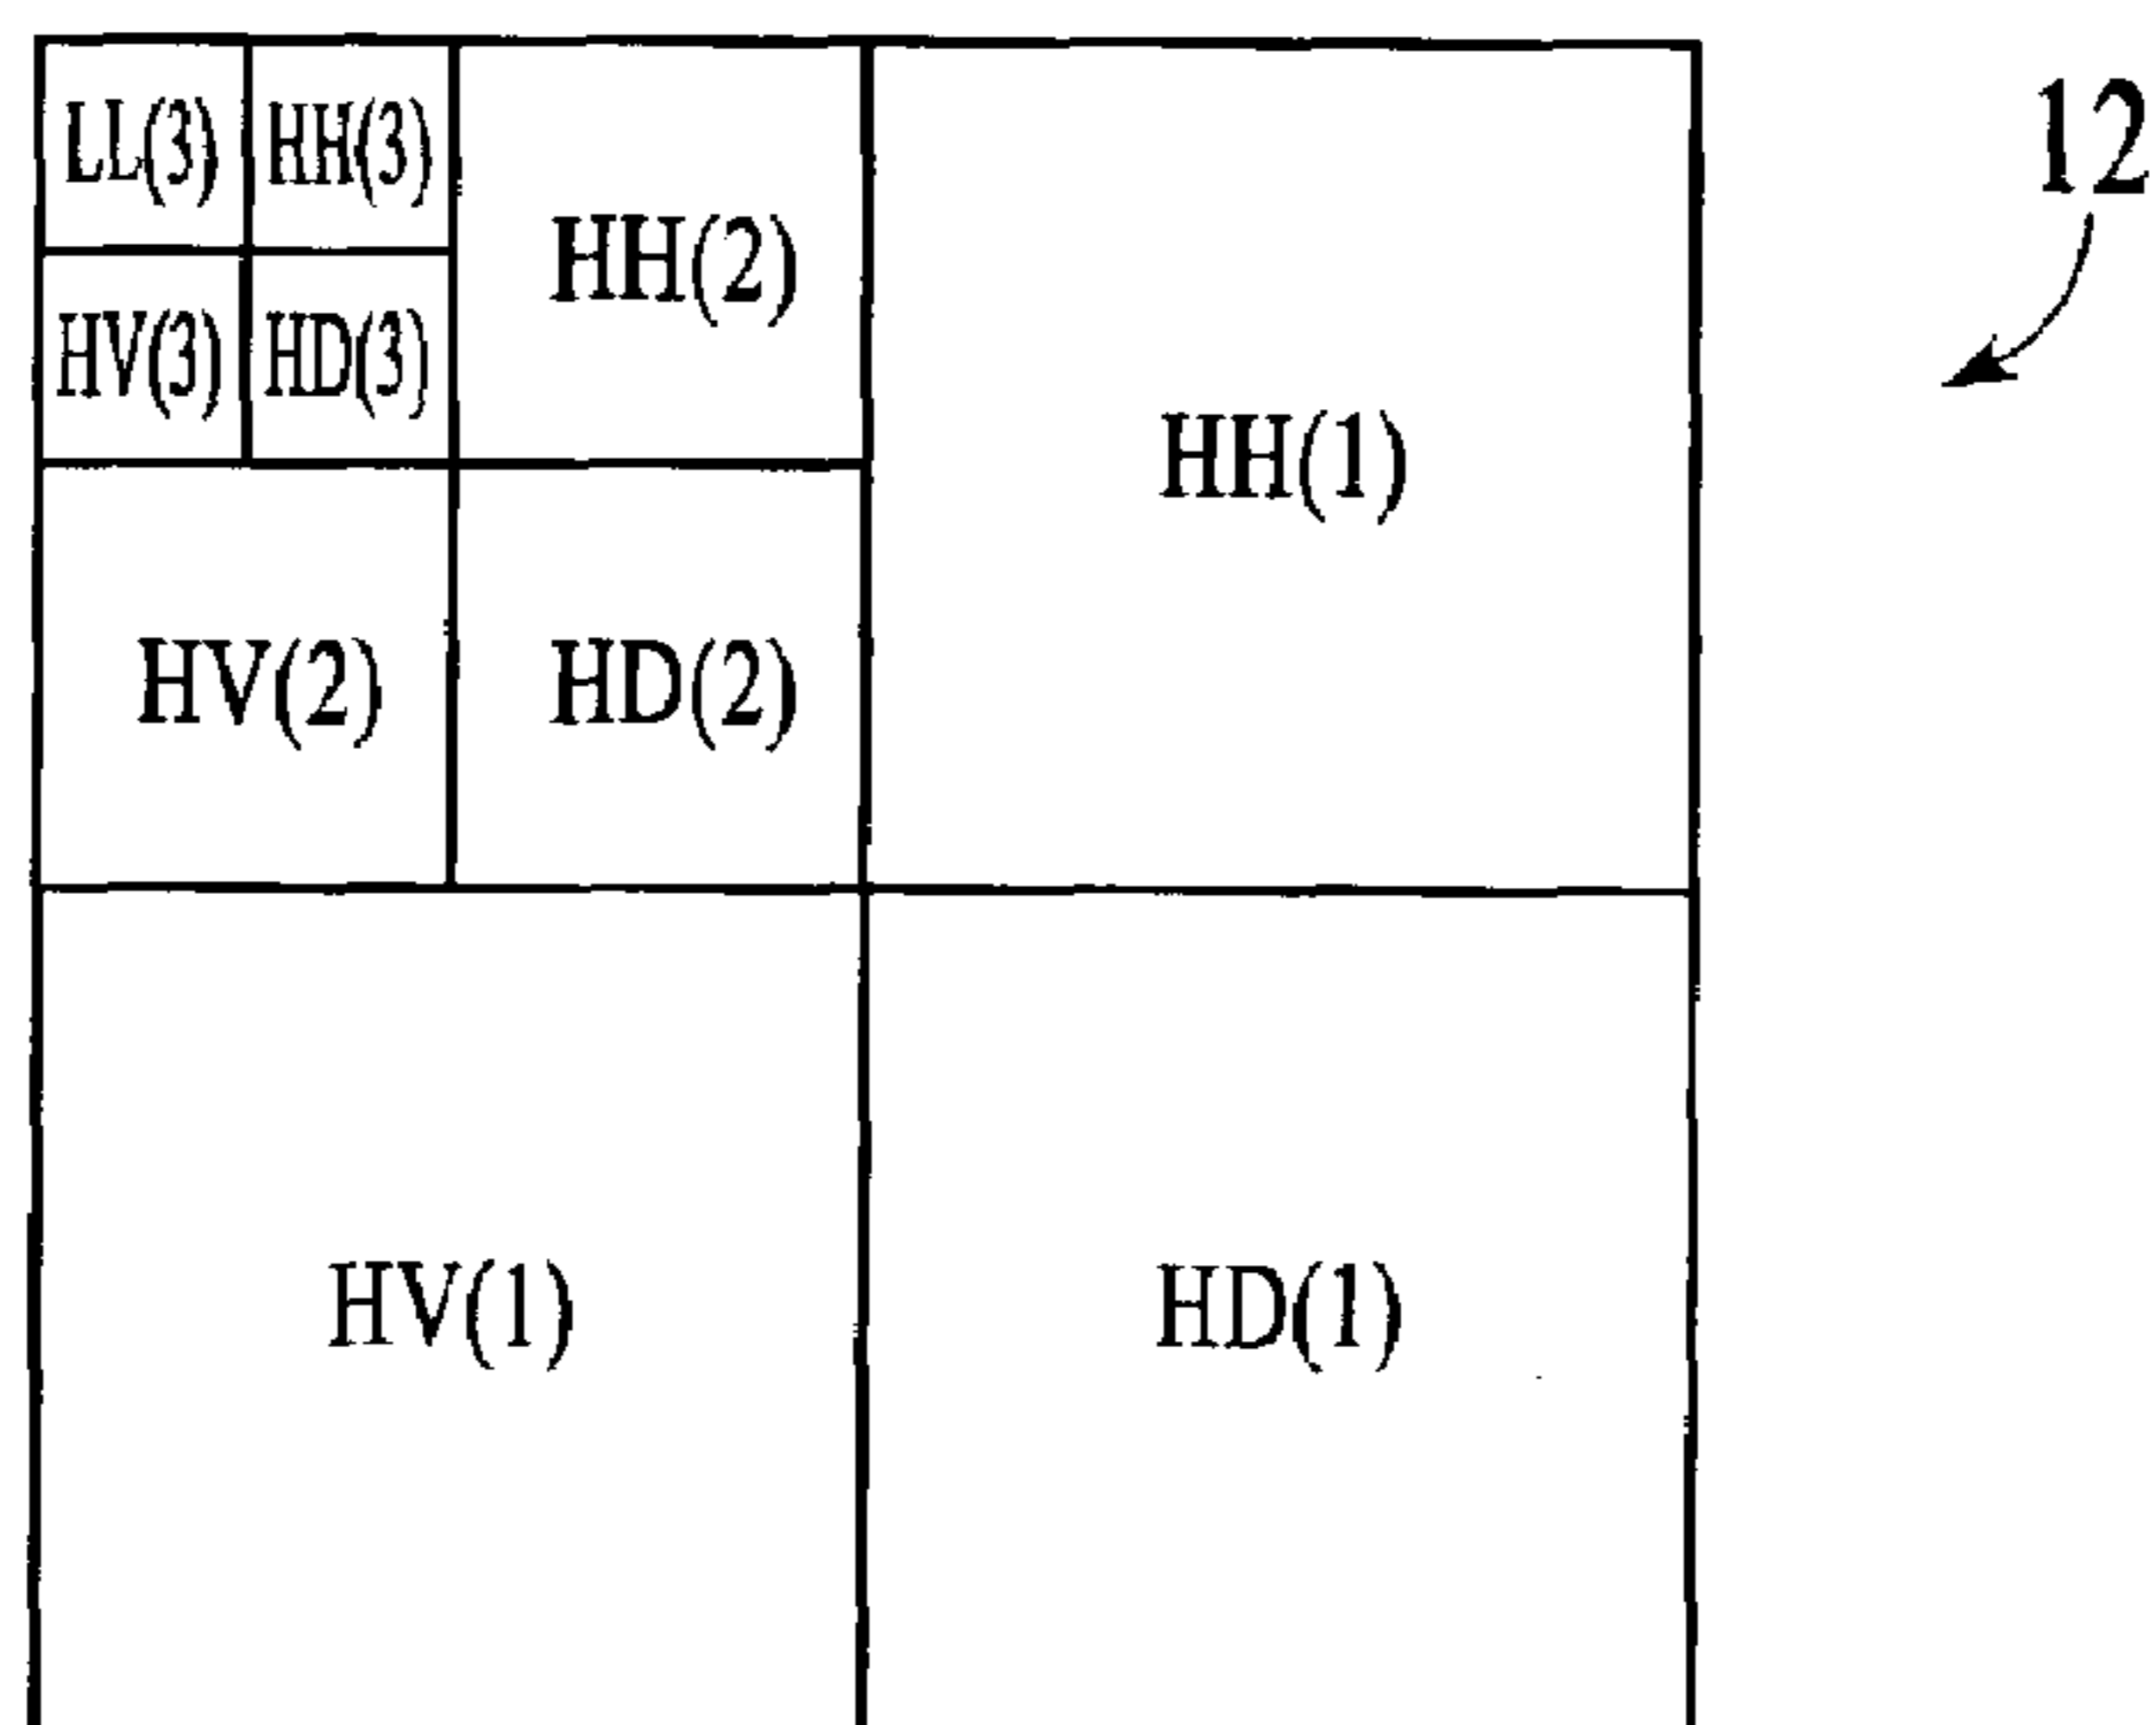 LL(3) HH(3)
12
HH(2)
HV(3) HD(3)
HH(1)
HV(2) HD(2)
HV(1) HD(1)